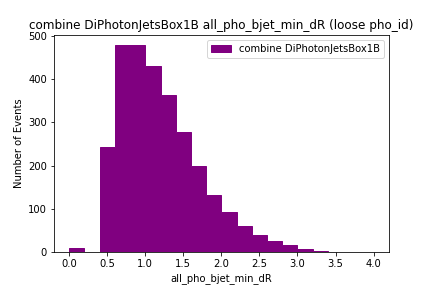 combine DiPhotonJetsBox1B all_pho_bjet_min_dR (loose pho_id)
combine DiPhotonJetsBox1B
Number of Events
500
400
300
200
100
0
0.0 0.5 1.0 1.5 2.0 2.5 3.0 3.5 4.0
all_pho_bjet_min_dR